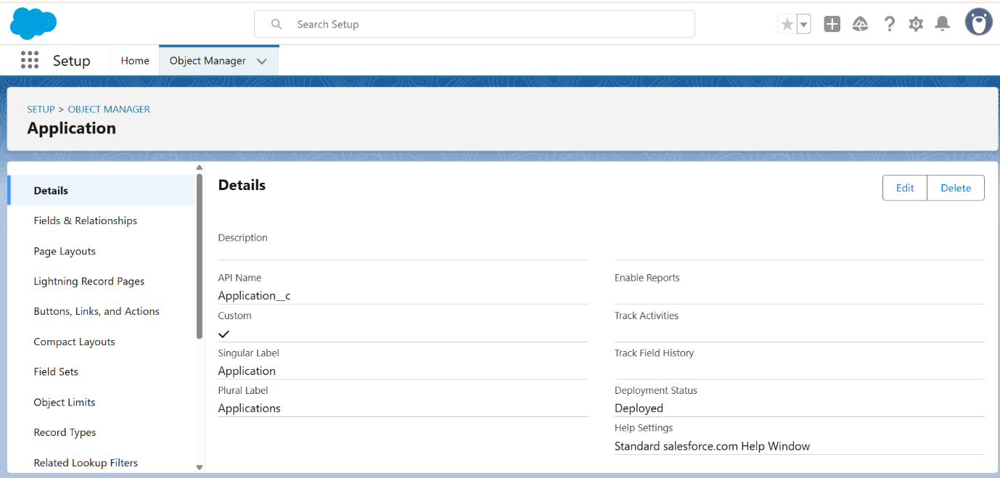 Search Setup
Setup
Home
Object Manager
SETUP > OBJECT MANAGER
Application
Details
Fields & Relationships
Page Layouts
Lightning Record Pages
Buttons, Links, and Actions
Compact Layouts
Field Sets
Object Limits
Record Types
Related Lookup Filters
Details
Edit
Delete
Description
API Name
Application__c
Custom
Singular Label
Application
Plural Label
Applications
Enable Reports
Track Activities
Track Field History
Deployment Status
Deployed
Help Settings
Standard salesforce.com Help Window